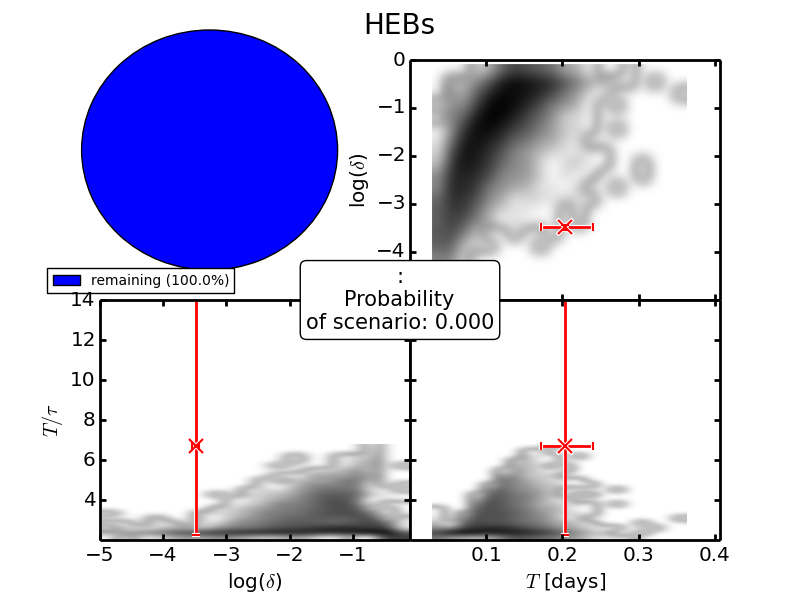 HEBs
0
−1
−2
−3
−4
log(δ)
remaining (100.0%)
:
Probability
of scenario: 0.000
14
12
10
8
6
4
T/τ
−5 −4 −3 −2 −1
0.1 0.2 0.3 0.4
log(δ)
T [days]